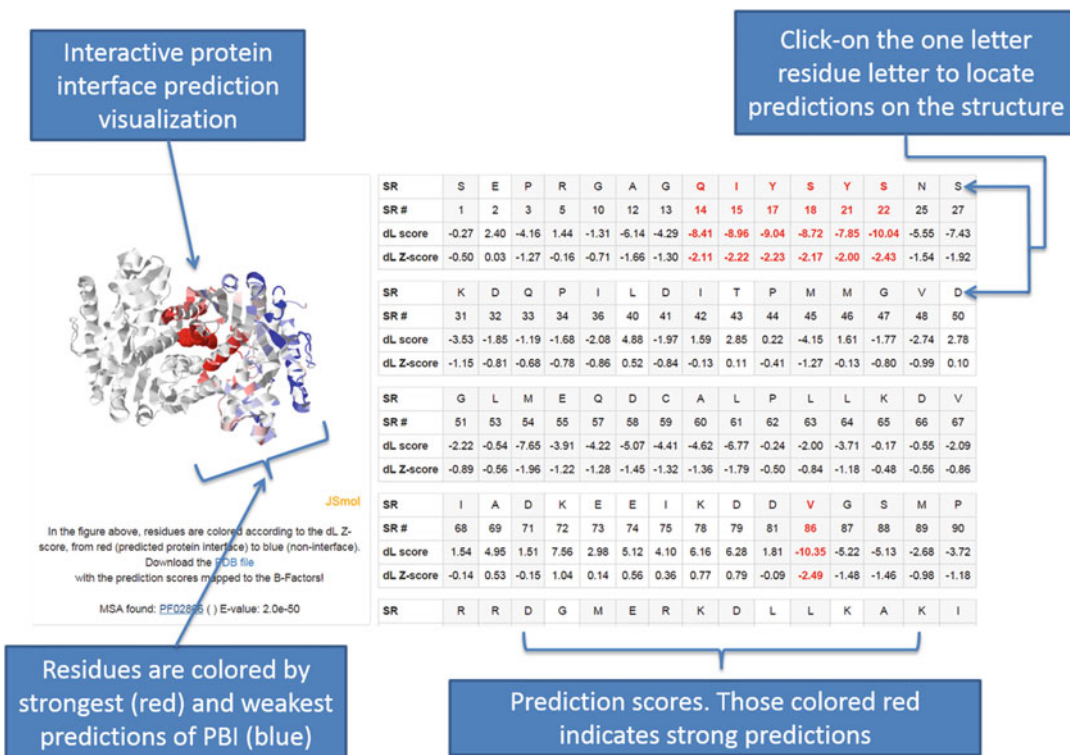 Interactive protein
interface prediction
visualization
Click-on the one letter
residue letter to locate
predictions on the structure
SR S E P R G A G Q I Y S Y S N S
SR # 1 2 3 5 10 12 13 14 15 17 18 21 22 25 27
dL score -0.27 2.40 -4.16 1.44 -1.31 -6.14 -4.29 -8.41 -8.96 -9.04 -8.72 -7.85 -10.04 -5.55 -7.43
dL Z-score -0.50 0.03 -1.27 -0.16 -0.71 -1.66 -1.30 -2.11 -2.22 -2.23 -2.17 -2.00 -2.43 -1.54 -1.92
SR K D Q P I L D I T P M M G V D
SR # 31 32 33 34 36 40 41 42 43 44 45 46 47 48 50
dL score -3.53 -1.85 -1.19 -1.68 -2.08 4.88 -1.97 1.59 2.85 0.22 -4.15 1.61 -1.77 -2.74 2.78
dL Z-score -1.15 -0.81 -0.68 -0.78 -0.86 0.52 -0.84 -0.13 0.11 -0.41 -1.27 -0.13 -0.80 -0.99 0.10
SR G L M E Q D C A L P L L K D V
SR # 51 53 54 55 57 58 59 60 61 62 63 64 65 66 67
dL score -2.22 -0.54 -7.65 -3.91 -4.22 -5.07 -4.41 -4.62 -6.77 -0.24 -2.00 -3.71 -0.17 -0.55 -2.09
dL Z-score -0.89 -0.56 -1.96 -1.22 -1.28 -1.45 -1.32 -1.36 -1.79 -0.50 -0.84 -1.18 -0.48 -0.56 -0.86
SR I A D K E E I K D D V G S M P
SR # 68 69 71 72 73 74 75 78 79 81 86 87 88 89 90
dL score 1.54 4.95 1.51 7.56 2.98 5.12 4.10 6.16 6.28 1.81 -10.35 -5.22 -5.13 -2.68 -3.72
dL Z-score -0.14 0.53 -0.15 1.04 0.14 0.56 0.36 0.77 0.79 -0.09 -2.49 -1.48 -1.46 -0.98 -1.18
SR R R D G M E R K D L L K A K I
JSmol
In the figure above, residues are colored according to the dL Z-
score, from red (predicted protein interface) to blue (non-interface).
Download the PDB file
with the prediction scores mapped to the B-Factors!
MSA found: ( ) E-value: 2.0e-50
Residues are colored by
strongest (red) and weakest
predictions of PBI (blue)
Prediction scores. Those colored red
indicates strong predictions